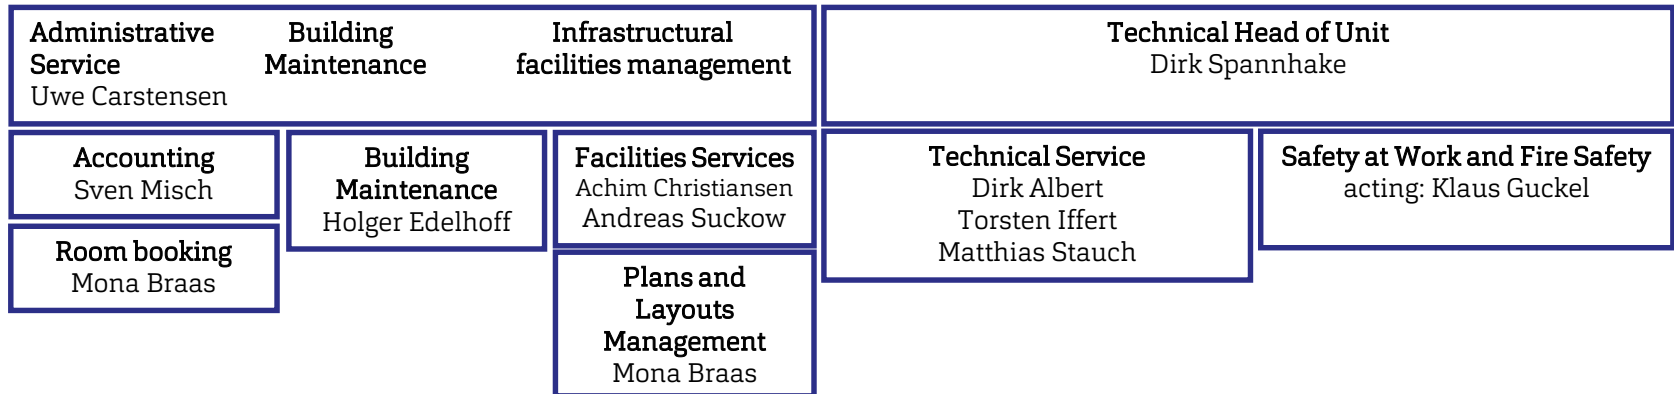 Administrative
Service
Uwe Carstensen
Building
Maintenance
Infrastructural
facilities management
Technical Head of Unit
Dirk Spannhake
Accounting
Sven Misch
Room booking
Mona Braas
Building
Maintenance
Holger Edelhoff
Facilities Services
Achim Christiansen
Andreas Suckow
Plans and
Layouts
Management
Mona Braas
Technical Service
Dirk Albert
Torsten Iffert
Matthias Stauch
Safety at Work and Fire Safety
acting: Klaus Guckel